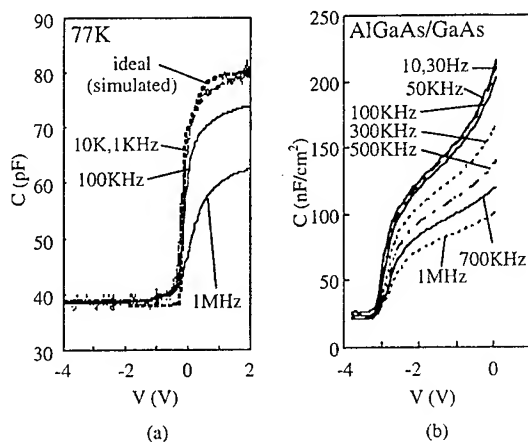 77K
ideal
(simulated)
10K,1KHz
100KHz
1MHz
C (pF)
90
80
70
60
50
40
30
-4
-2
0
2
V (V)
(a)
AlGaAs/GaAs
10,30Hz
50KHz
100KHz
300KHz
500KHz
700KHz
1MHz
C (nF/cm²)
250
200
150
100
50
0
-4
-2
0
V (V)
(b)